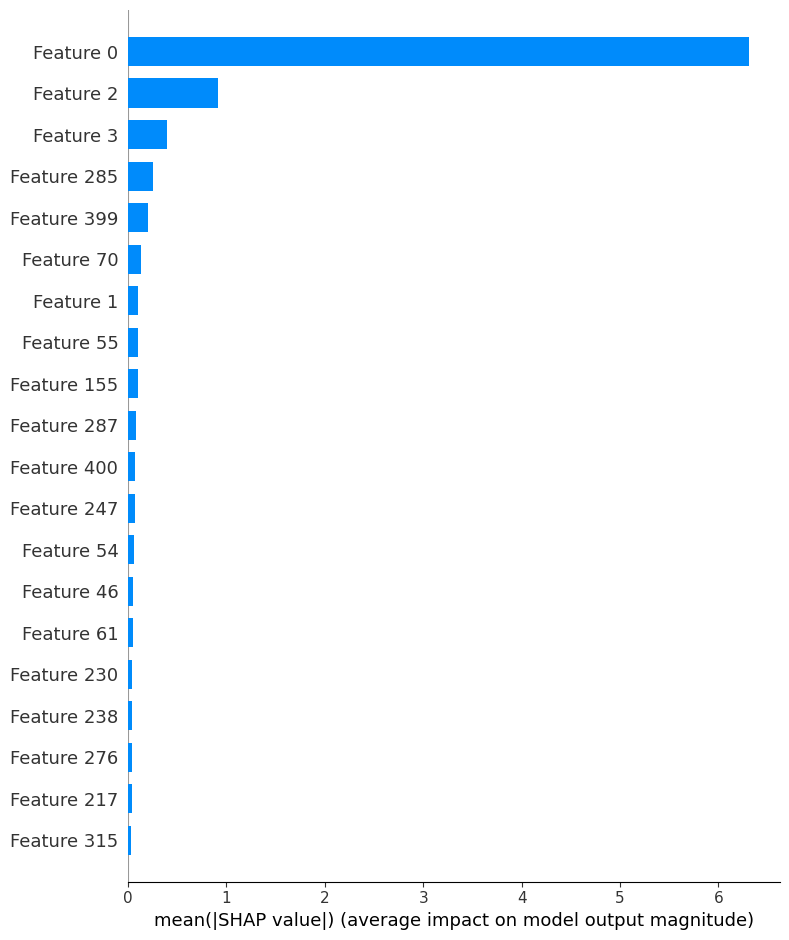 Feature 0
Feature 2
Feature 3
Feature 285
Feature 399
Feature 70
Feature 1
Feature 55
Feature 155
Feature 287
Feature 400
Feature 247
Feature 54
Feature 46
Feature 61
Feature 230
Feature 238
Feature 276
Feature 217
Feature 315
0 1 2 3 4 5 6
mean(|SHAP value|) (average impact on model output magnitude)